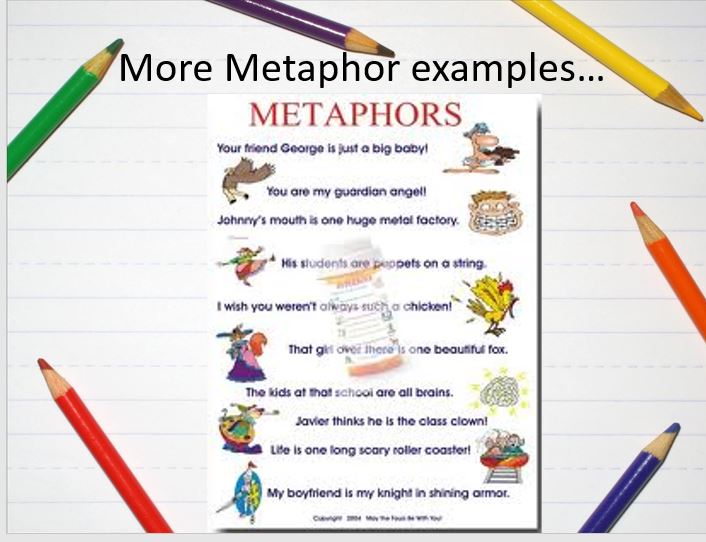 More Metaphor examples...
METAPHORS
Your friend George is just a big baby!
You are my guardian angel!
Johnny's mouth is one huge metal factory.
His students are puppets on a string.
I wish you weren't always such a chicken!
That girl over there is one beautiful fox.
The kids at that school are all brains.
Javier thinks he is the class clown!
Life is one long scary roller coaster!
My boyfriend is my knight in shining armor.
Copyright 2004 May The Force Be With You!